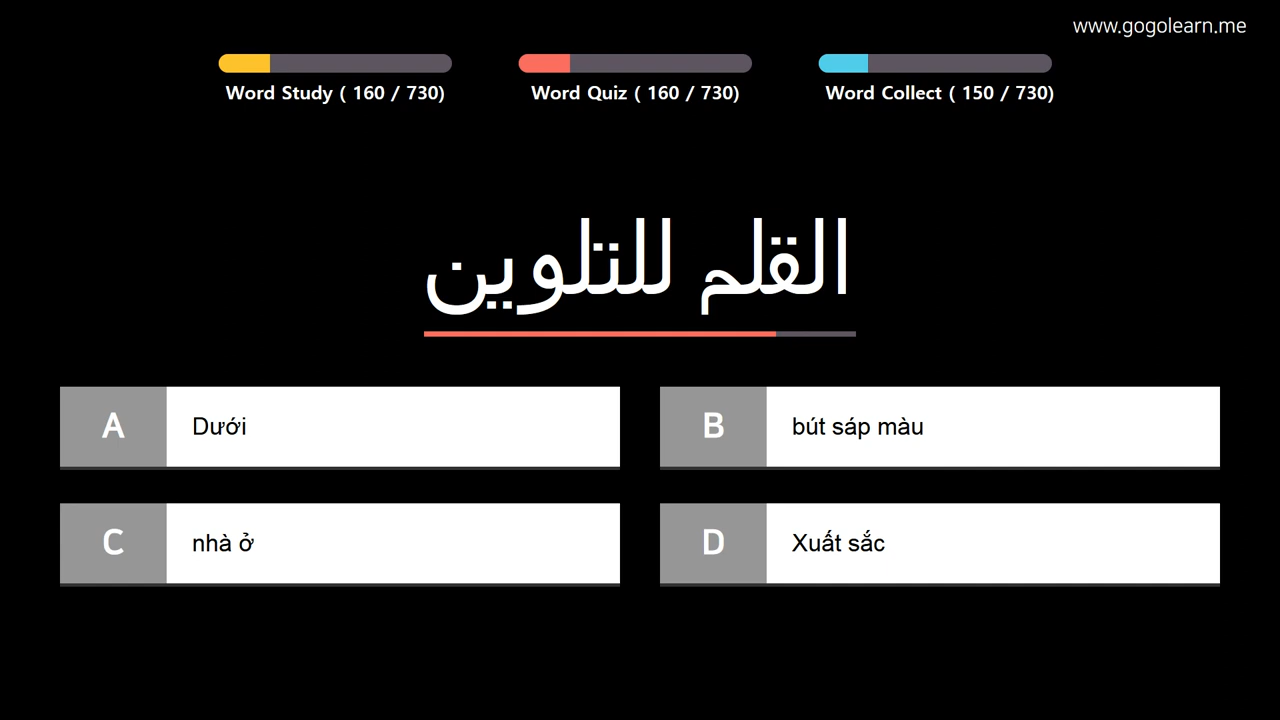 www.gogolearn.me
Word Study ( 160 / 730)
Word Quiz ( 160 / 730)
Word Collect ( 150 / 730)
القلم للتلوين
A
Dưới
B
bút sáp màu
C
nhà ở
D
Xuất sắc